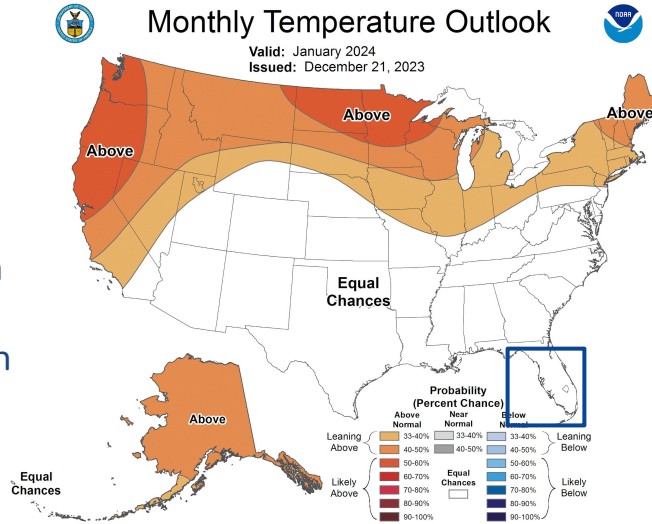 Monthly Temperature Outlook
NOAA
Valid: January 2024
Issued: December 21, 2023
Above
Above
Above
n
n
Equal
Chances
Above
Equal
Chances
Probability
(Percent Chance)
Above
Normal
Near
Normal
Below
Normal
Leaning
Above
33-40%
33-40%
33-40%
Leaning
Below
40-50%
40-50%
40-50%
Likely
Above
50-60%
60-70%
70-80%
80-90%
90-100%
Equal
Chances
50-60%
60-70%
70-80%
80-90%
90-100%
Likely
Below